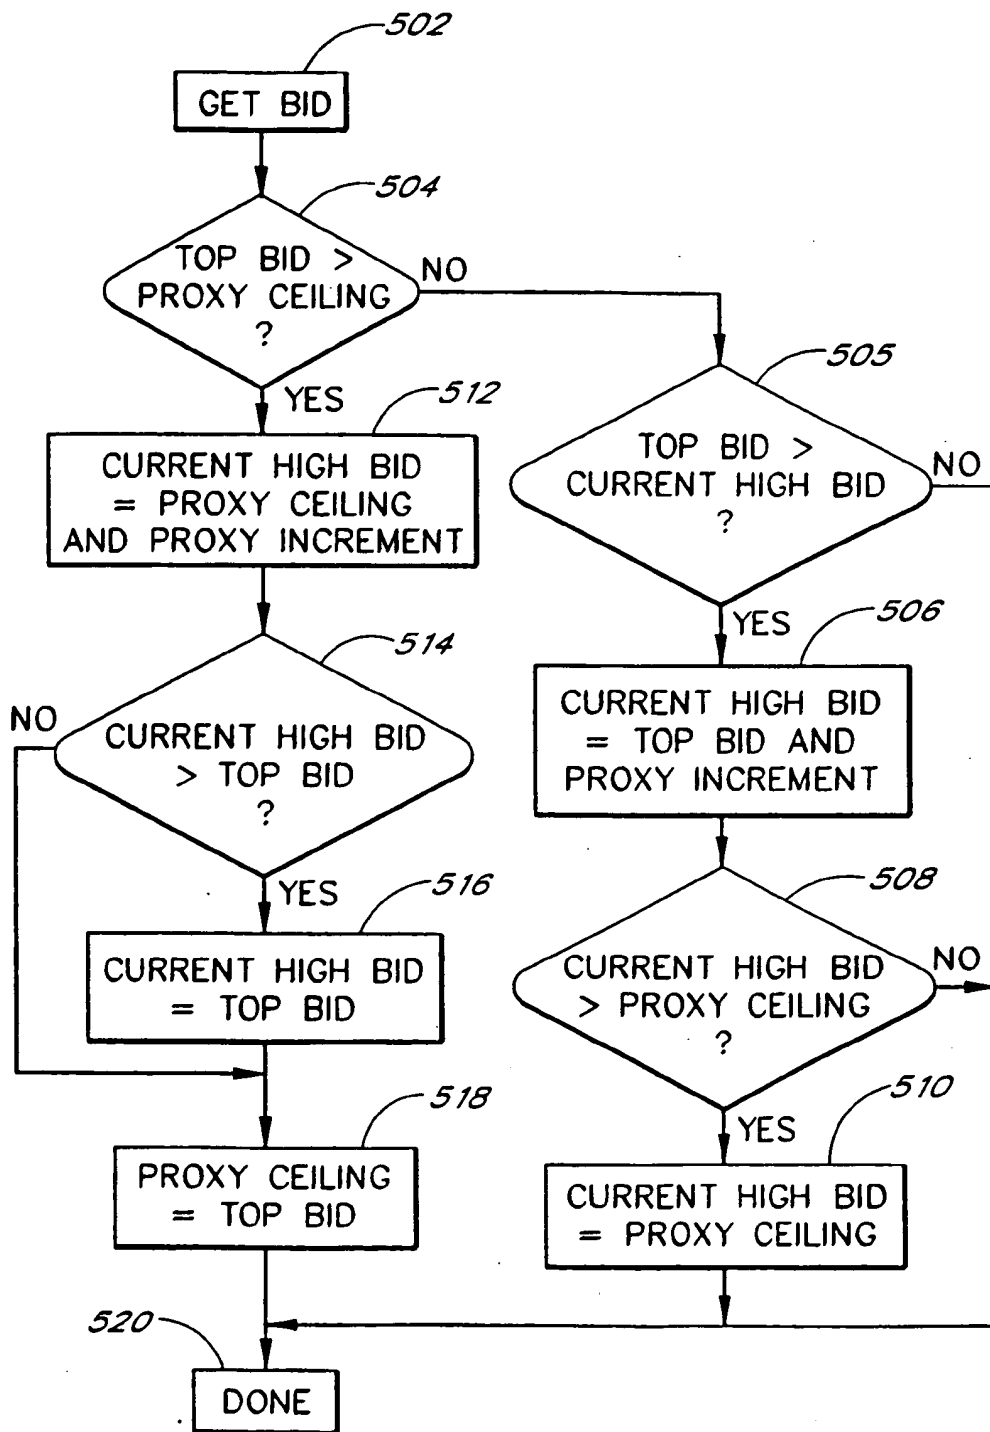 502
GET BID
504
TOP BID >
PROXY CEILING
?
NO
YES
505
TOP BID >
CURRENT HIGH BID
?
NO
YES
512
CURRENT HIGH BID
= PROXY CEILING
AND PROXY INCREMENT
506
CURRENT HIGH BID
= TOP BID AND
PROXY INCREMENT
514
CURRENT HIGH BID
> TOP BID
?
NO
YES
508
CURRENT HIGH BID
> PROXY CEILING
?
NO
YES
516
CURRENT HIGH BID
= TOP BID
510
CURRENT HIGH BID
= PROXY CEILING
518
PROXY CEILING
= TOP BID
520
DONE